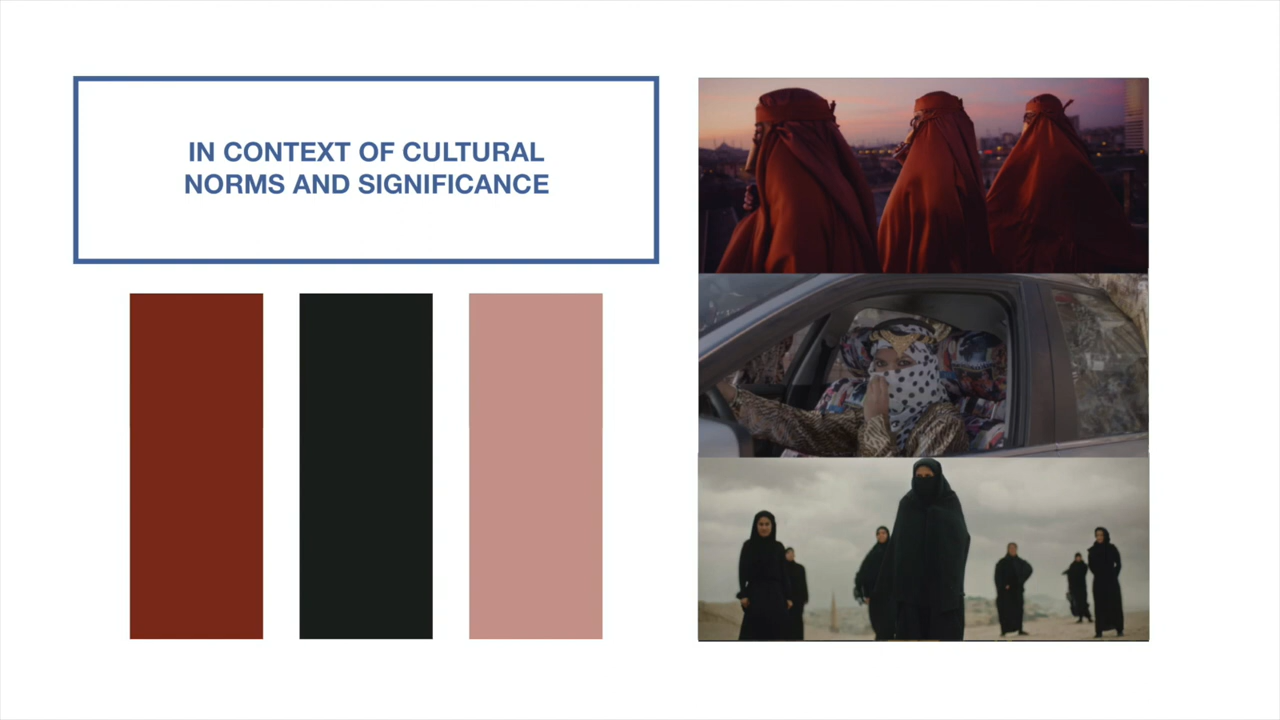 IN CONTEXT OF CULTURAL
NORMS AND SIGNIFICANCE